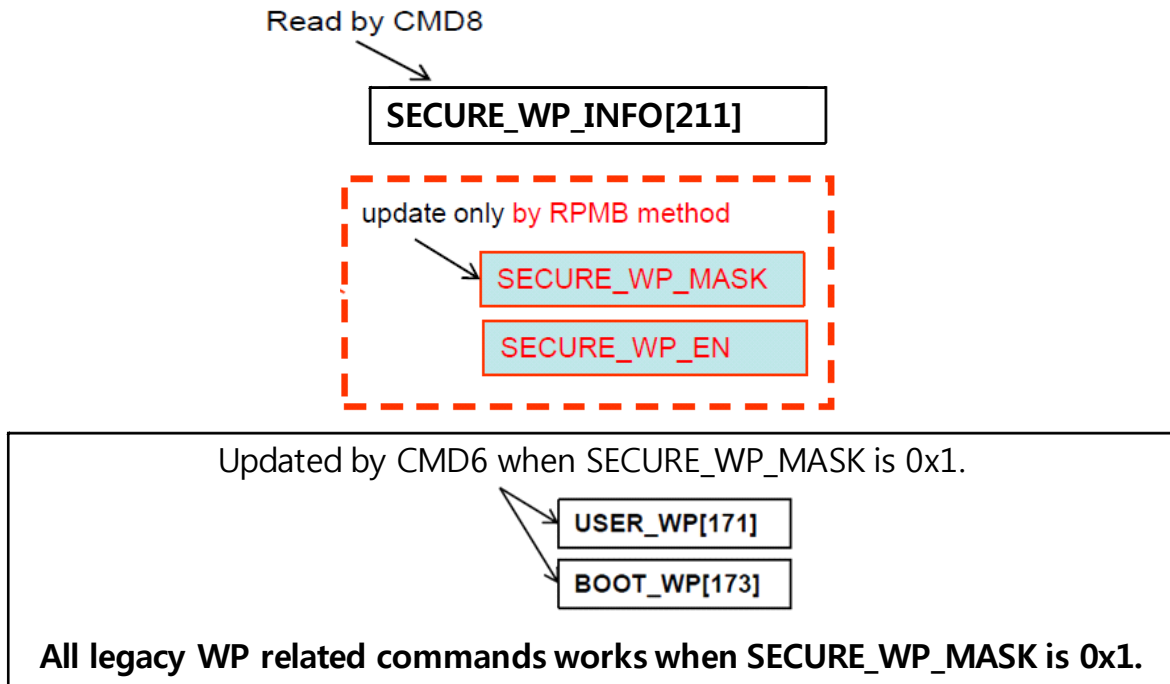 Read by CMD8
SECURE_WP_INFO[211]
update only by RPMB method
SECURE_WP_MASK
SECURE_WP_EN
Updated by CMD6 when SECURE_WP_MASK is 0x1.
USER_WP[171]
BOOT_WP[173]
All legacy WP related commands works when SECURE_WP_MASK is 0x1.